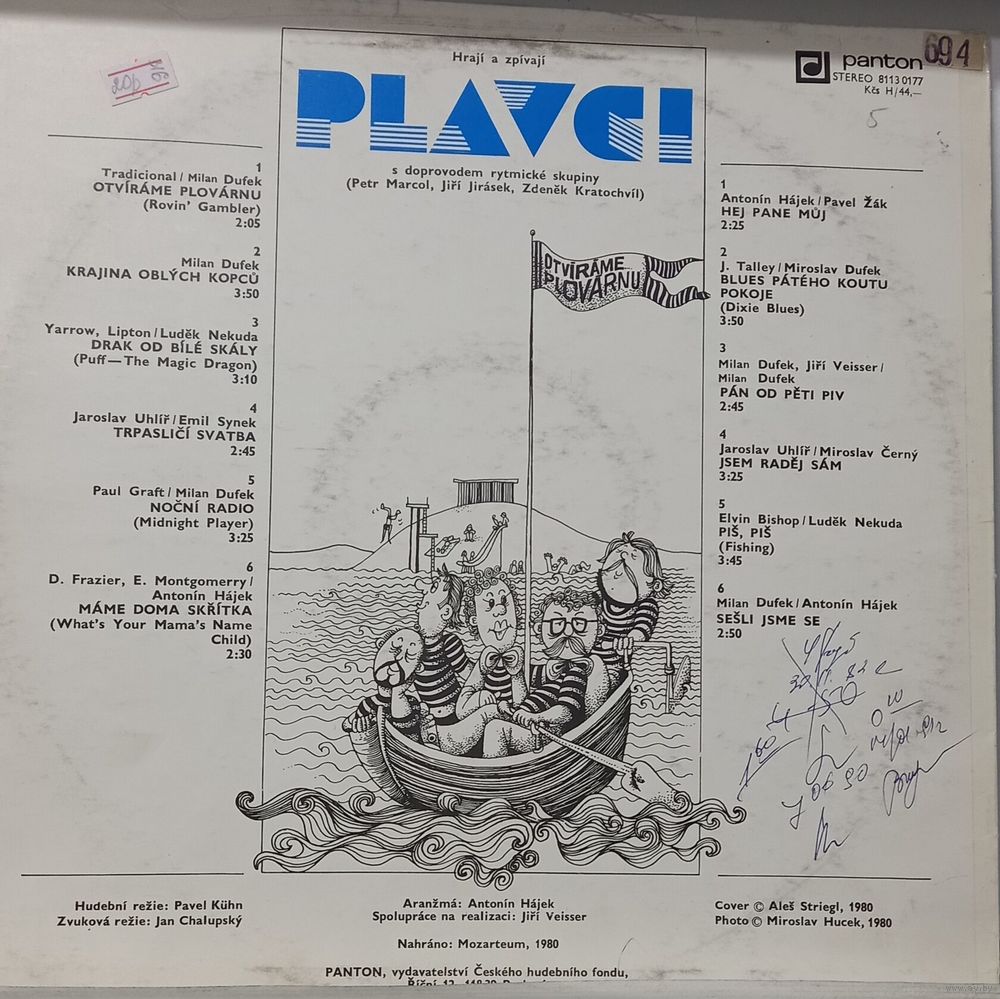 Hrají a zpívají
PLAVCI
s doprovodem rytmické skupiny
(Petr Marcol, Jiří Jirásek, Zdeněk Kratochvíl)
panton
694
STEREO 8113 0177
Kčs H/44,—
5
1
Tradicional / Milan Dufek
OTVÍRÁME PLOVÁRNU
(Rovin' Gambler)
2:05
2
Milan Dufek
KRAJINA OBLÝCH KOPCŮ
3:50
3
Yarrow, Lipton / Luděk Nekuda
DRAK OD BÍLÉ SKÁLY
(Puff—The Magic Dragon)
3:10
4
Jaroslav Uhlíř / Emil Synek
TRPASLIČÍ SVATBA
2:45
5
Paul Graft / Milan Dufek
NOČNÍ RADIO
(Midnight Player)
3:25
6
D. Frazier, E. Montgomerry /
Antonín Hájek
MÁME DOMA SKŘÍTKA
(What's Your Mama's Name
Child)
2:30
OTVÍRÁME
PLOVÁRNU
1
Antonín Hájek / Pavel Žák
HEJ PANE MŮJ
2:25
2
J. Talley / Miroslav Dufek
BLUES PÁTÉHO KOUTU
POKOJE
(Dixie Blues)
3:50
3
Milan Dufek, Jiří Veisser /
Milan Dufek
PÁN OD PĚTI PIV
2:45
4
Jaroslav Uhlíř / Miroslav Černý
JSEM RADĚJ SÁM
3:25
5
Elvin Bishop / Luděk Nekuda
PIŠ, PIŠ
(Fishing)
3:45
6
Milan Dufek / Antonín Hájek
SEŠLI JSME SE
2:50
Hudební režie: Pavel Kühn
Zvuková režie: Jan Chalupský
Aranžmá: Antonín Hájek
Spolupráce na realizaci: Jiří Veisser
Nahráno: Mozarteum, 1980
PANTON, vydavatelství Českého hudebního fondu,
Cover © Aleš Striegl, 1980
Photo © Miroslav Hucek, 1980
www.ay.by